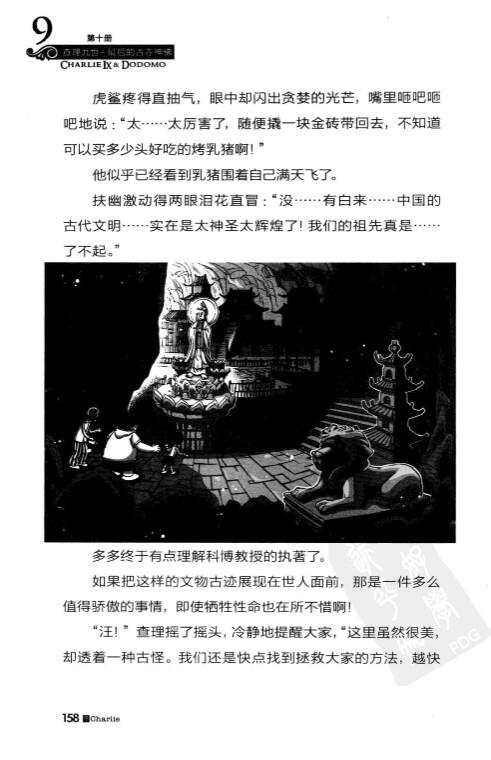 9
第十册
查理九世-最后的古寺神佛
CHARLIE IX & DODOMO
虎鲨疼得直抽气，眼中却闪出贪婪的光芒，嘴里咂吧咂
吧地说：“太……太厉害了，随便撬一块金砖带回去，不知道
可以买多少头好吃的烤乳猪啊！”
他似乎已经看到乳猪围着自己满天飞了。
扶幽激动得两眼泪花直冒：“没……有白来……中国的
古代文明……实在是太神圣太辉煌了！我们的祖先真是……
了不起。”
多多终于有点理解科博教授的执著了。
如果把这样的文物古迹展现在世人面前，那是一件多么
值得骄傲的事情，即使牺牲性命也在所不惜啊！
“汪！”查理摇了摇头，冷静地提醒大家，“这里虽然很美，
却透着一种古怪。我们还是快点找到拯救大家的方法，越快
PDG
158 Charlie